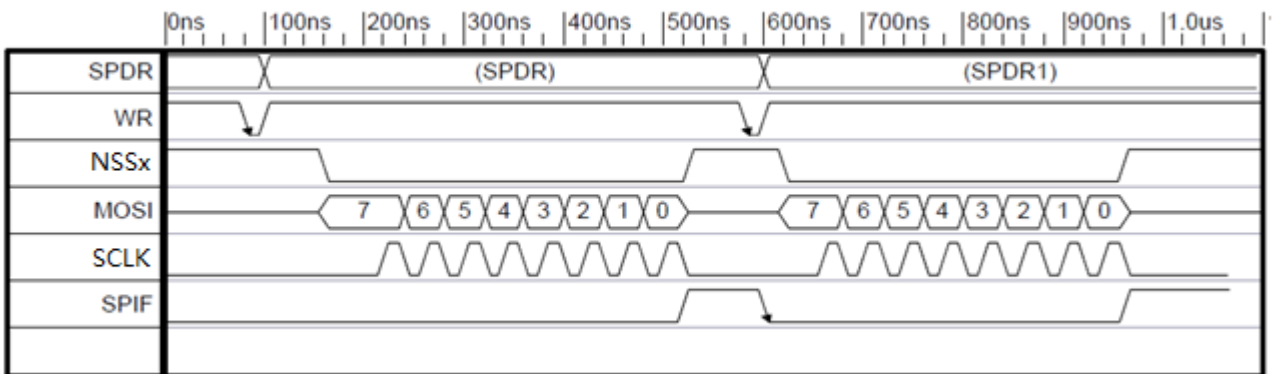 0ns 100ns 200ns 300ns 400ns 500ns 600ns 700ns 800ns 900ns 1.0us
SPDR (SPDR) (SPDR1)
WR
NSSx
MOSI 7 6 5 4 3 2 1 0 7 6 5 4 3 2 1 0
SCLK
SPIF